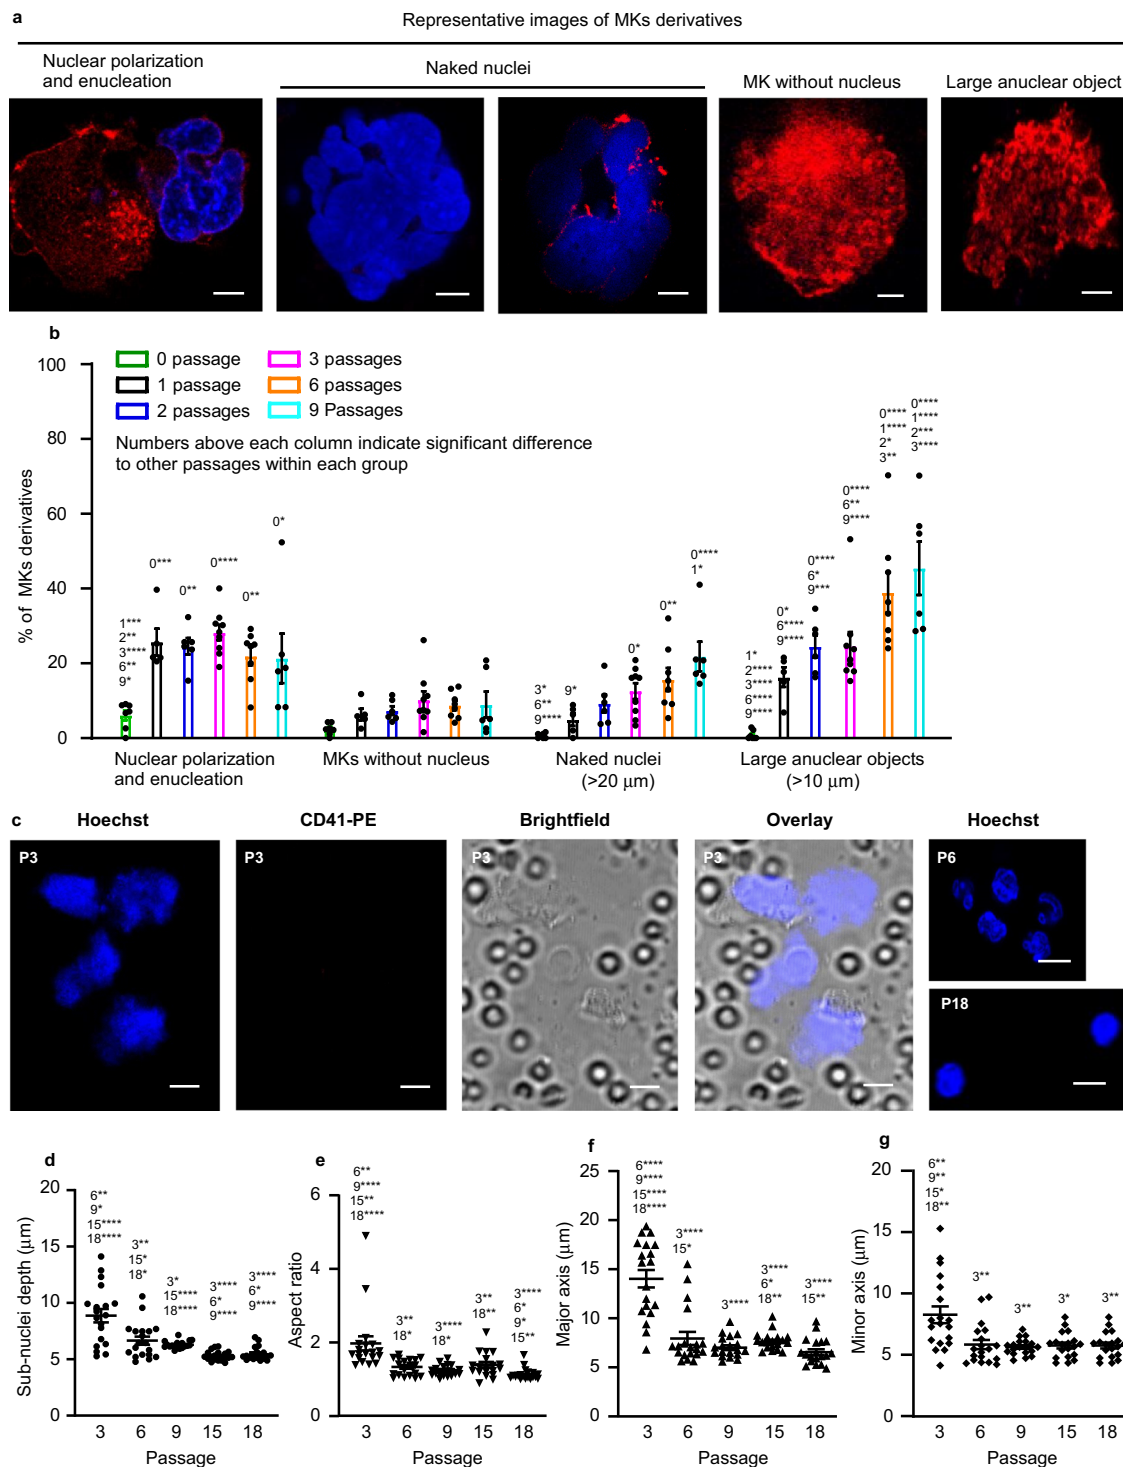 a
Representative images of MKs derivatives
Nuclear polarization
and enucleation
Naked nuclei
MK without nucleus
Large anuclear object
b
% of MKs derivatives
100
80
60
40
20
0
0 passage
1 passage
2 passages
3 passages
6 passages
9 Passages
Numbers above each column indicate significant difference
to other passages within each group
1***
2**
3****
6**
9*
0***
0**
0****
0**
0*
3*
6**
9****
9*
0*
0**
0****
1*
1*
2****
3****
6****
9****
0*
6****
9****
0****
6*
9***
0****
6**
9****
0****
1****
2*
3**
0****
1****
2***
3****
Nuclear polarization
and enucleation
MKs without nucleus
Naked nuclei
(>20 μm)
Large anuclear objects
(>10 μm)
c
Hoechst
CD41-PE
Brightfield
Overlay
Hoechst
P3
P3
P3
P3
P6
P18
d
Sub-nuclei depth (μm)
20
15
10
5
0
6**
9*
15****
18****
6**
15*
18*
3*
15****
18****
3****
6**
9****
3****
6*
9****
3
6
9
15
18
Passage
e
Aspect ratio
6
4
2
0
6**
9****
15**
18****
3**
18*
3****
18*
3**
18**
3****
6*
9*
15**
3
6
9
15
18
Passage
f
Major axis (μm)
25
20
15
10
5
0
6****
9****
15****
18****
3****
15*
3****
3****
6*
18**
3****
15**
3
6
9
15
18
Passage
g
Minor axis (μm)
20
15
10
5
0
6**
9**
15*
18**
3**
3**
3*
3**
3
6
9
15
18
Passage